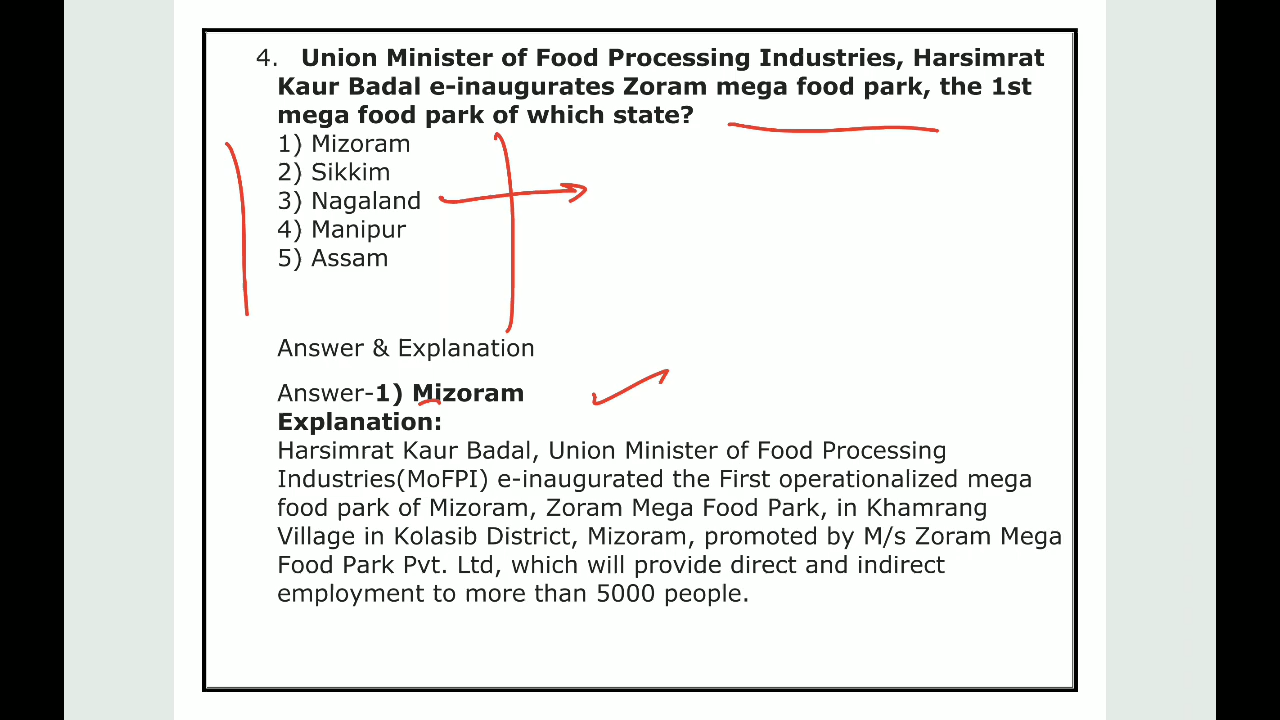 4. Union Minister of Food Processing Industries, Harsimrat
Kaur Badal e-inaugurates Zoram mega food park, the 1st
mega food park of which state?
1) Mizoram
2) Sikkim
3) Nagaland
4) Manipur
5) Assam
Answer & Explanation
Answer-1) Mizoram
Explanation:
Harsimrat Kaur Badal, Union Minister of Food Processing
Industries(MoFPI) e-inaugurated the First operationalized mega
food park of Mizoram, Zoram Mega Food Park, in Khamrang
Village in Kolasib District, Mizoram, promoted by M/s Zoram Mega
Food Park Pvt. Ltd, which will provide direct and indirect
employment to more than 5000 people.